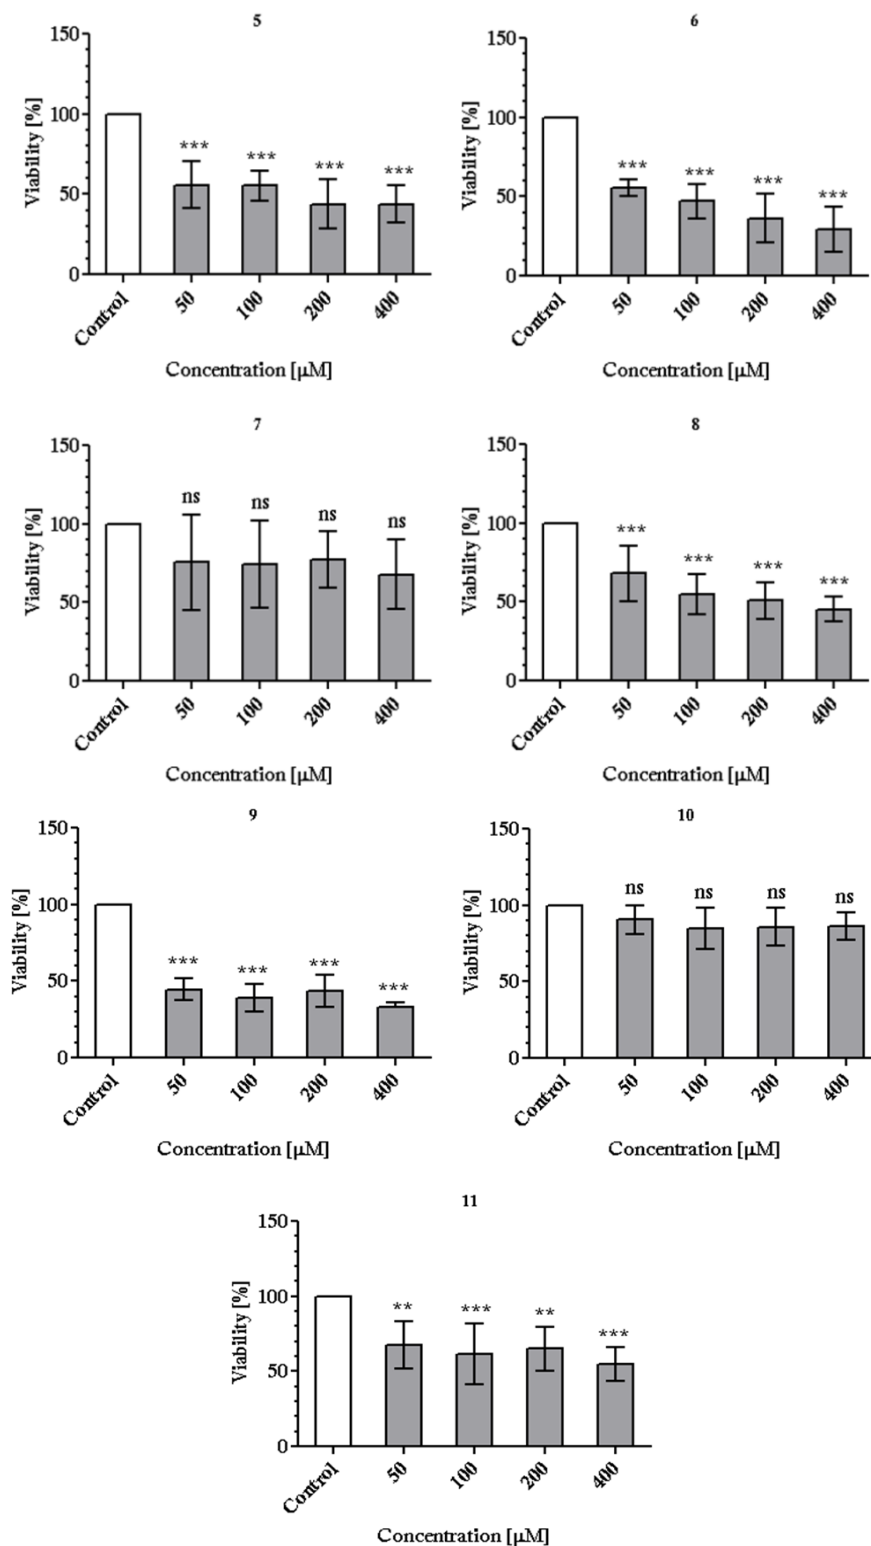 5
Viability [%]
150
100
50
0
***
***
***
***
Control
50
100
200
400
Concentration [µM]
6
Viability [%]
150
100
50
0
***
***
***
***
Control
50
100
200
400
Concentration [µM]
7
Viability [%]
150
100
50
0
ns
ns
ns
ns
Control
50
100
200
400
Concentration [µM]
8
Viability [%]
150
100
50
0
***
***
***
***
Control
50
100
200
400
Concentration [µM]
9
Viability [%]
150
100
50
0
***
***
***
***
Control
50
100
200
400
Concentration [µM]
10
Viability [%]
150
100
50
0
ns
ns
ns
ns
Control
50
100
200
400
Concentration [µM]
11
Viability [%]
150
100
50
0
**
***
**
***
Control
50
100
200
400
Concentration [µM]